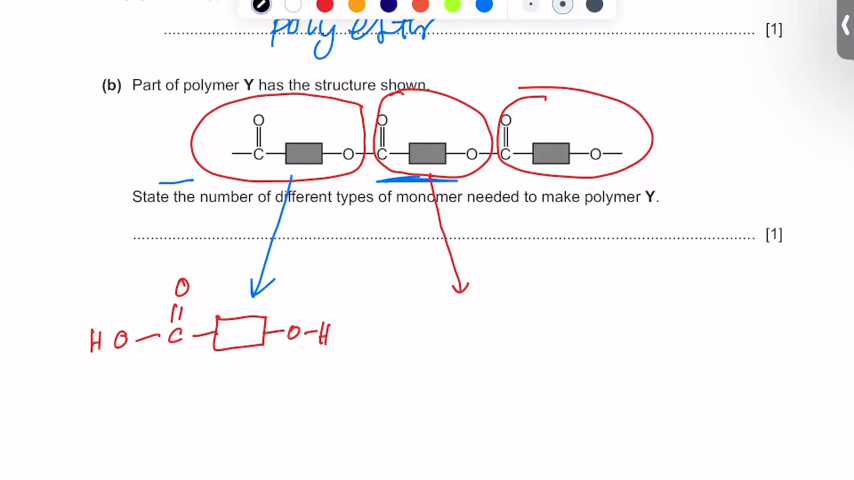 polyester
[1]
(b) Part of polymer Y has the structure shown.
O O O
C O C O C O
State the number of different types of monomer needed to make polymer Y.
[1]
O
H O C O H